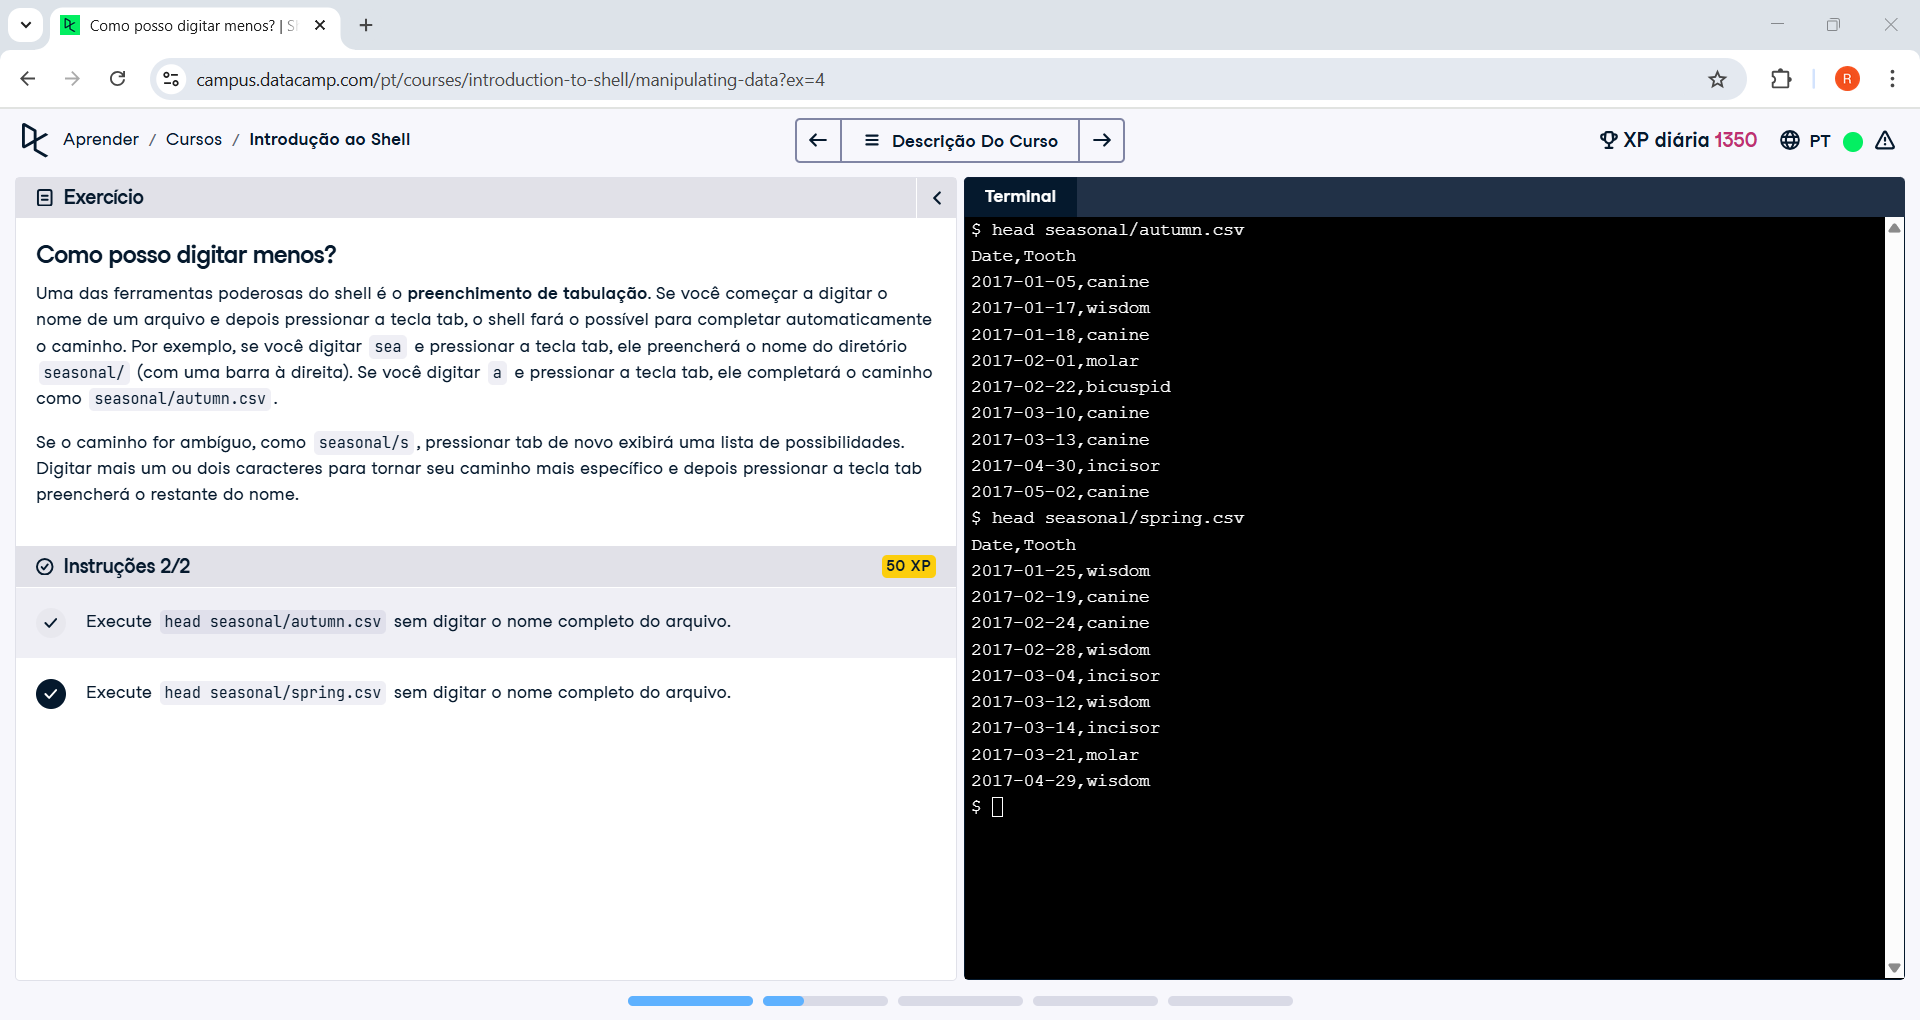 Como posso digitar menos? |
campus.datacamp.com/pt/courses/introduction-to-shell/manipulating-data?ex=4
R
Aprender / Cursos / Introdução ao Shell
Descrição Do Curso
XP diária 1350
PT
Exercício
Como posso digitar menos?
Uma das ferramentas poderosas do shell é o preenchimento de tabulação. Se você começar a digitar o
nome de um arquivo e depois pressionar a tecla tab, o shell fará o possível para completar automaticamente
o caminho. Por exemplo, se você digitar sea e pressionar a tecla tab, ele preencherá o nome do diretório
seasonal/ (com uma barra à direita). Se você digitar a e pressionar a tecla tab, ele completará o caminho
como seasonal/autumn.csv.
Se o caminho for ambíguo, como seasonal/s, pressionar tab de novo exibirá uma lista de possibilidades.
Digitar mais um ou dois caracteres para tornar seu caminho mais específico e depois pressionar a tecla tab
preencherá o restante do nome.
Instruções 2/2
50 XP
Execute head seasonal/autumn.csv sem digitar o nome completo do arquivo.
Execute head seasonal/spring.csv sem digitar o nome completo do arquivo.
Terminal
$ head seasonal/autumn.csv
Date,Tooth
2017-01-05,canine
2017-01-17,wisdom
2017-01-18,canine
2017-02-01,molar
2017-02-22,bicuspid
2017-03-10,canine
2017-03-13,canine
2017-04-30,incisor
2017-05-02,canine
$ head seasonal/spring.csv
Date,Tooth
2017-01-25,wisdom
2017-02-19,canine
2017-02-24,canine
2017-02-28,wisdom
2017-03-04,incisor
2017-03-12,wisdom
2017-03-14,incisor
2017-03-21,molar
2017-04-29,wisdom
$